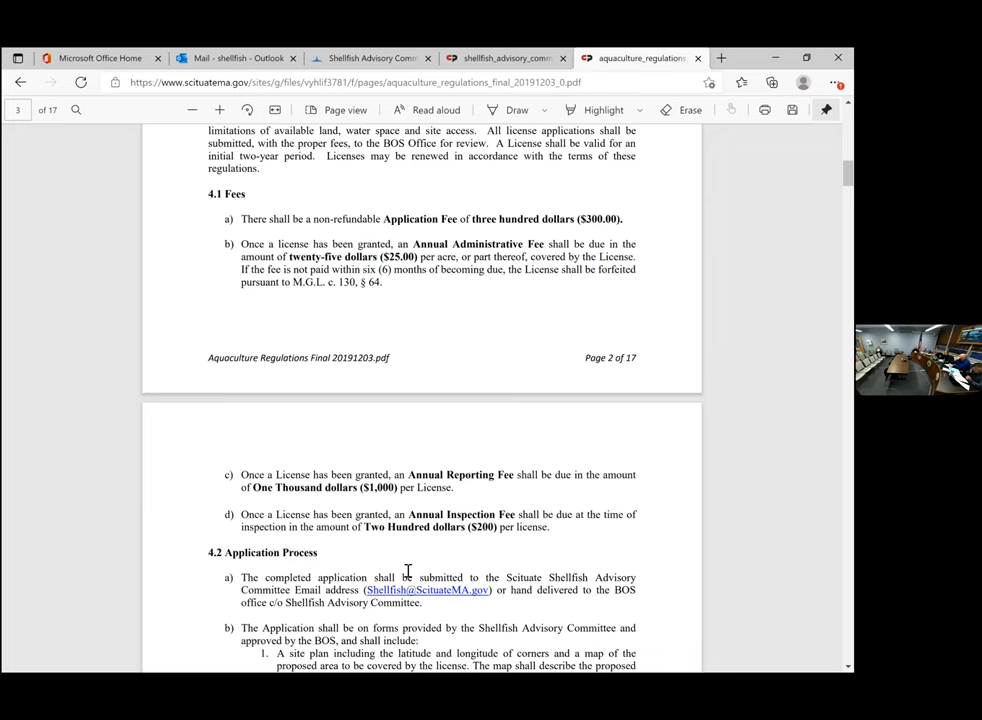 Microsoft Office Home
Mail - shellfish - Outlook
Shellfish Advisory Comm
shellfish_advisory_comm
aquaculture_regulations_
https://www.scituatema.gov/sites/g/files/vyhlif3781/f/pages/aquaculture_regulations_final_20191203_0.pdf
3 of 17
Page view
Read aloud
Draw
Highlight
Erase
limitations of available land, water space and site access. All license applications shall be
submitted, with the proper fees, to the BOS Office for review. A License shall be valid for an
initial two-year period. Licenses may be renewed in accordance with the terms of these
regulations.
4.1 Fees
a) There shall be a non-refundable Application Fee of three hundred dollars ($300.00).
b) Once a license has been granted, an Annual Administrative Fee shall be due in the
amount of twenty-five dollars ($25.00) per acre, or part thereof, covered by the License.
If the fee is not paid within six (6) months of becoming due, the License shall be forfeited
pursuant to M.G.L. c. 130, § 64.
Aquaculture Regulations Final 20191203.pdf Page 2 of 17
c) Once a License has been granted, an Annual Reporting Fee shall be due in the amount
of One Thousand dollars ($1,000) per License.
d) Once a License has been granted, an Annual Inspection Fee shall be due at the time of
inspection in the amount of Two Hundred dollars ($200) per license.
4.2 Application Process
a) The completed application shall be submitted to the Scituate Shellfish Advisory
Committee Email address (Shellfish@ScituateMA.gov) or hand delivered to the BOS
office c/o Shellfish Advisory Committee.
b) The Application shall be on forms provided by the Shellfish Advisory Committee and
approved by the BOS, and shall include:
1. A site plan including the latitude and longitude of corners and a map of the
proposed area to be covered by the license. The map shall describe the proposed